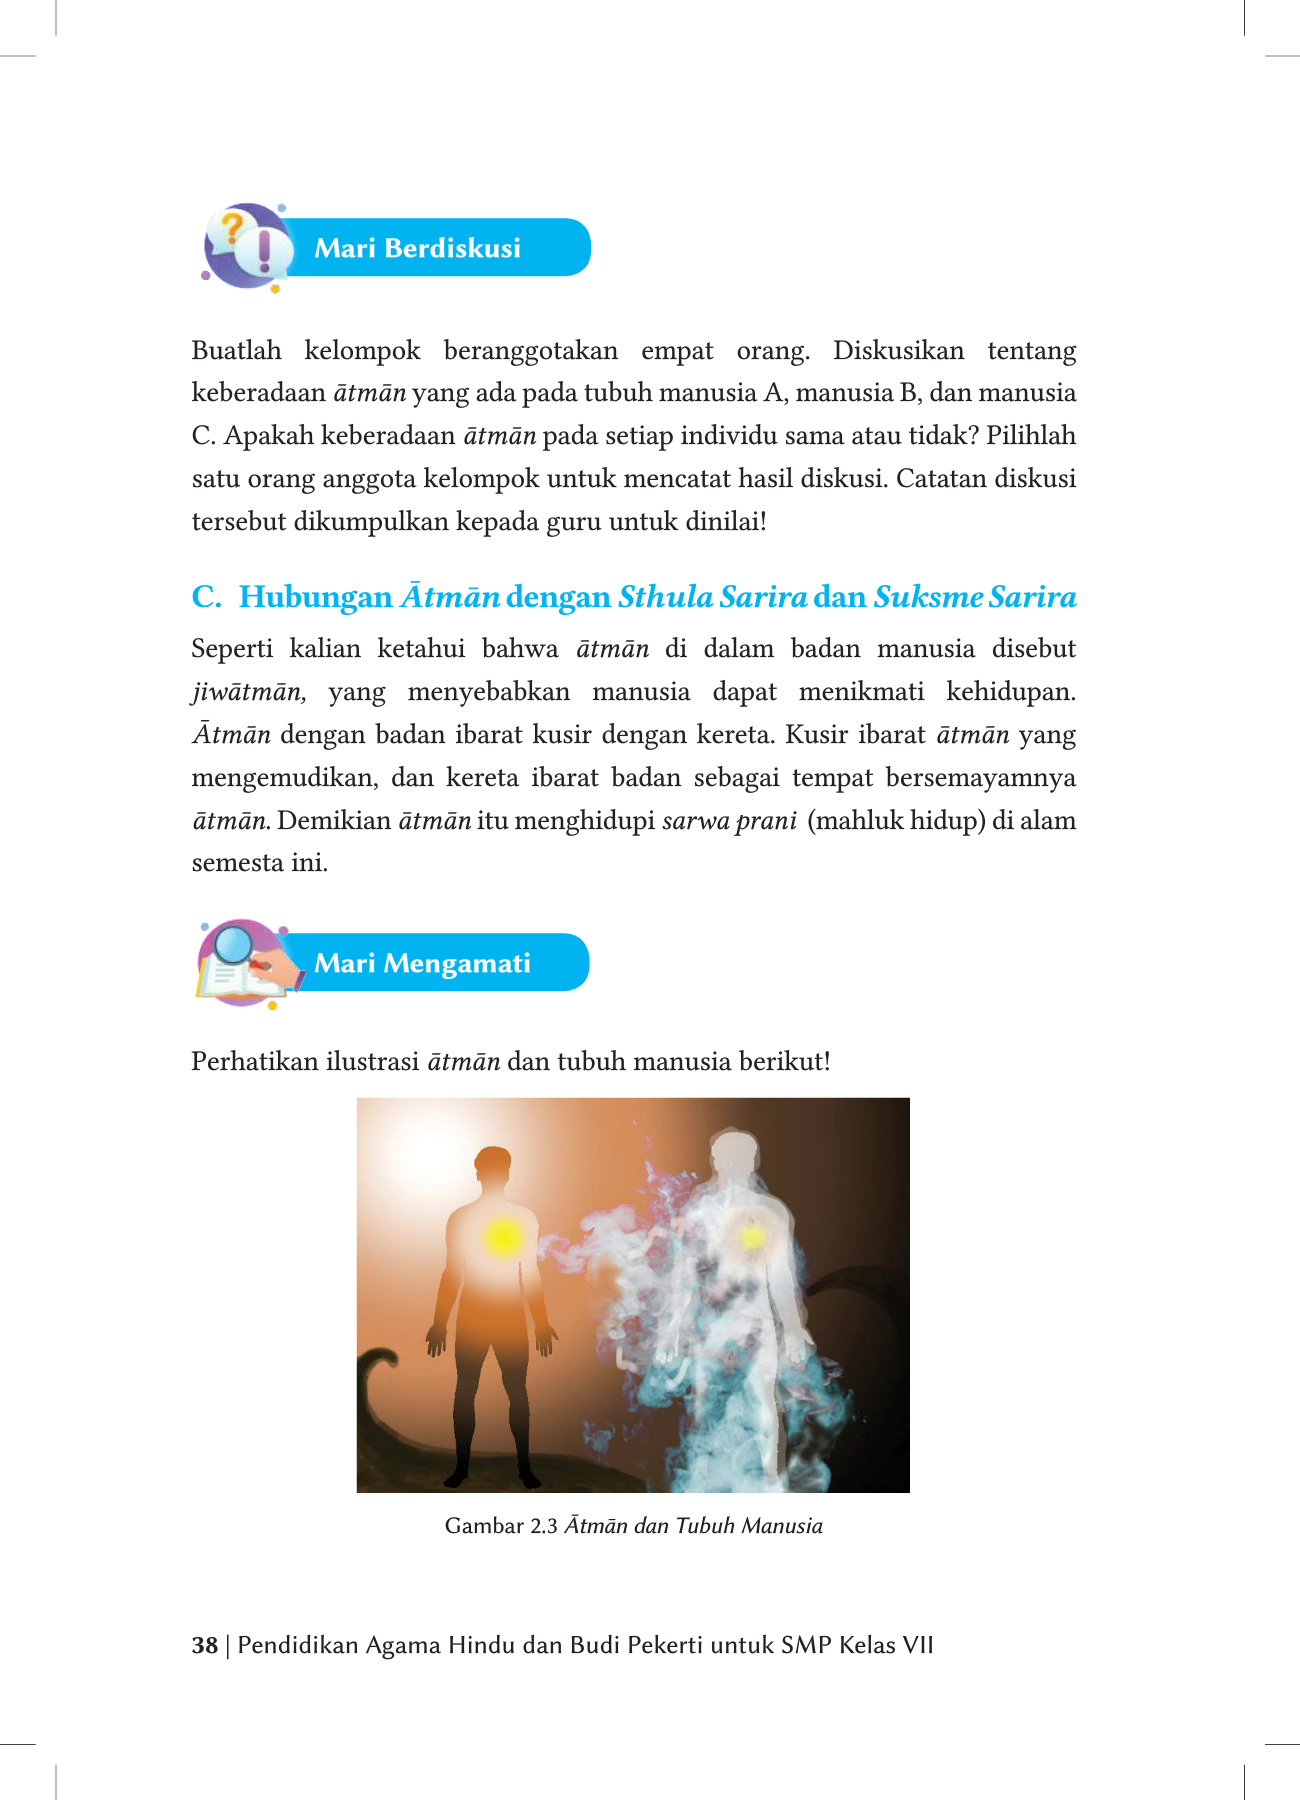 Mari Berdiskusi
Buatlah kelompok beranggotakan empat orang. Diskusikan tentang
keberadaan ātmān yang ada pada tubuh manusia A, manusia B, dan manusia
C. Apakah keberadaan ātmān pada setiap individu sama atau tidak? Pilihlah
satu orang anggota kelompok untuk mencatat hasil diskusi. Catatan diskusi
tersebut dikumpulkan kepada guru untuk dinilai!
C. Hubungan Ātmān dengan Sthula Sarira dan Suksme Sarira
Seperti kalian ketahui bahwa ātmān di dalam badan manusia disebut
jiwātmān, yang menyebabkan manusia dapat menikmati kehidupan.
Ātmān dengan badan ibarat kusir dengan kereta. Kusir ibarat ātmān yang
mengemudikan, dan kereta ibarat badan sebagai tempat bersemayamnya
ātmān. Demikian ātmān itu menghidupi sarwa prani (mahluk hidup) di alam
semesta ini.
Mari Mengamati
Perhatikan ilustrasi ātmān dan tubuh manusia berikut!
Gambar 2.3 Ātmān dan Tubuh Manusia
38 | Pendidikan Agama Hindu dan Budi Pekerti untuk SMP Kelas VII